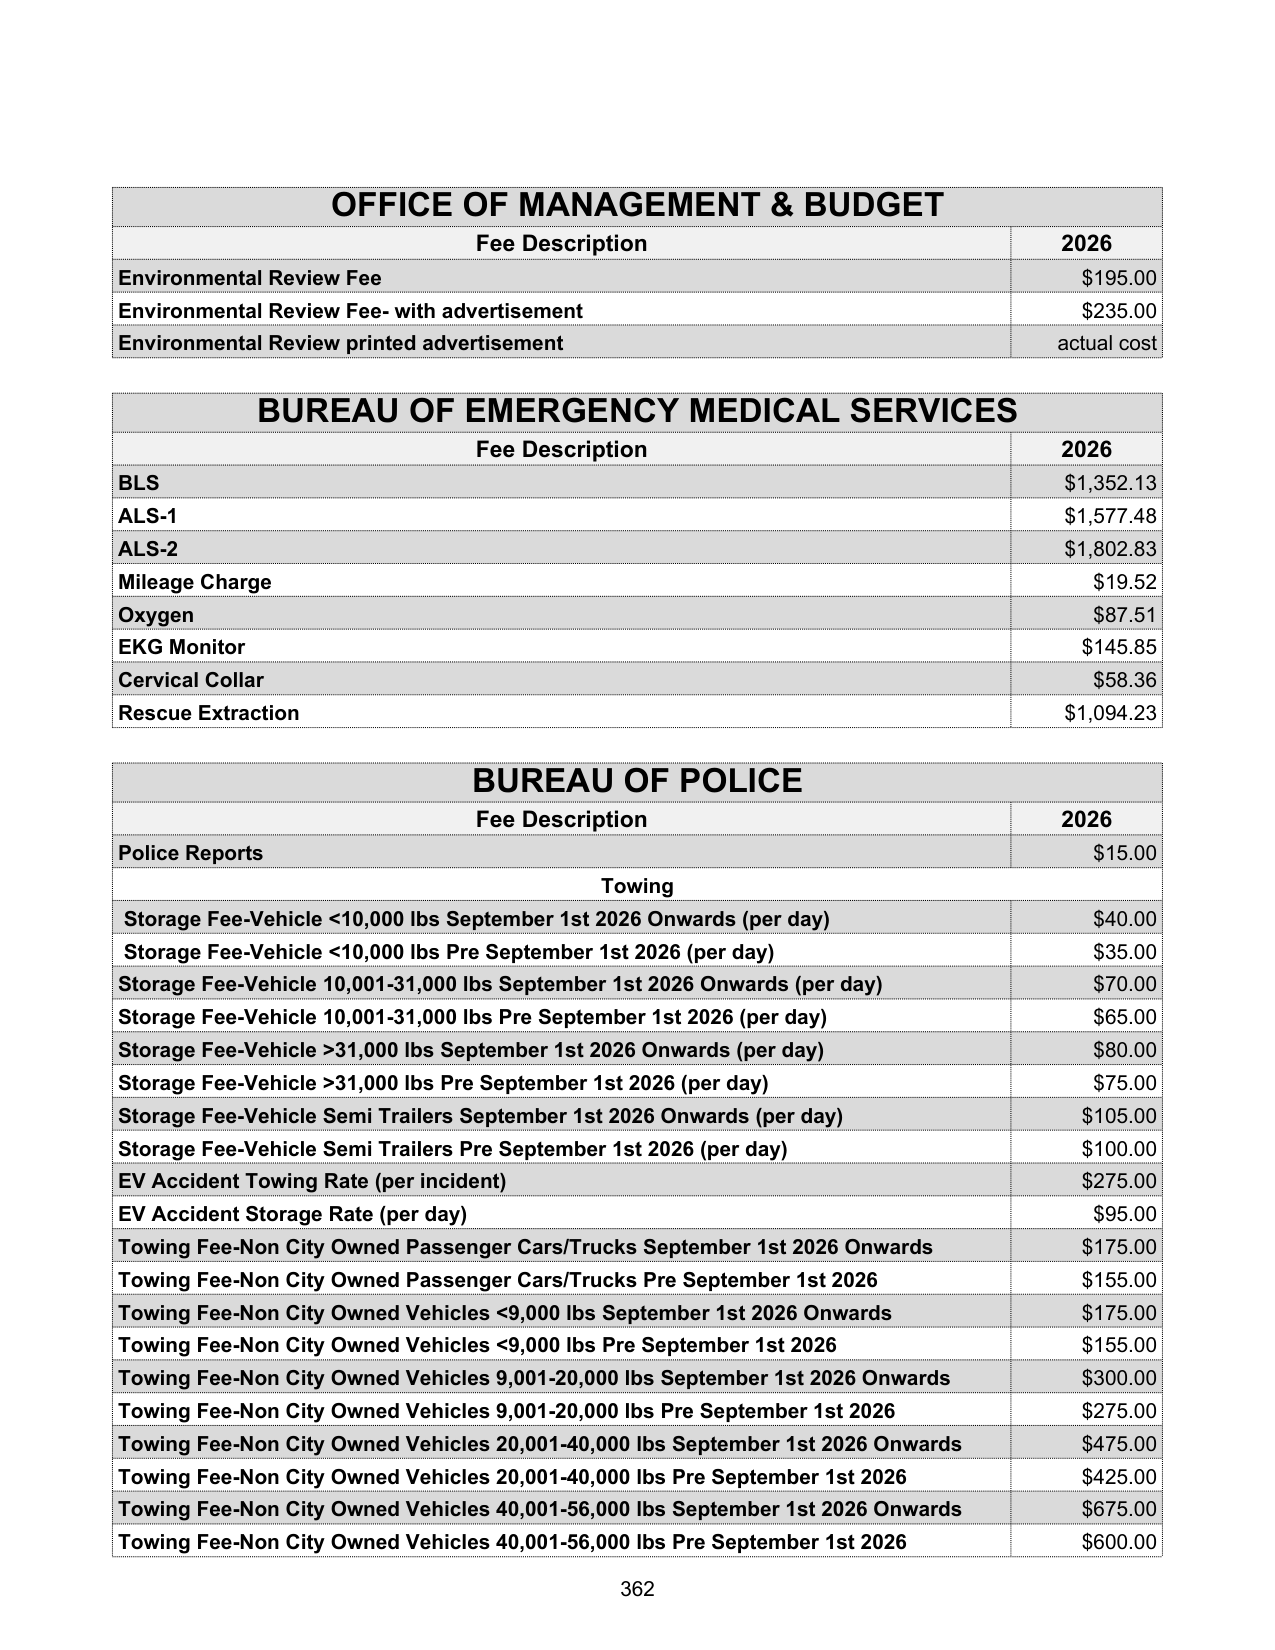 OFFICE OF MANAGEMENT & BUDGET
Fee Description 2026
Environmental Review Fee $195.00
Environmental Review Fee- with advertisement $235.00
Environmental Review printed advertisement actual cost
BUREAU OF EMERGENCY MEDICAL SERVICES
Fee Description 2026
BLS $1,352.13
ALS-1 $1,577.48
ALS-2 $1,802.83
Mileage Charge $19.52
Oxygen $87.51
EKG Monitor $145.85
Cervical Collar $58.36
Rescue Extraction $1,094.23
BUREAU OF POLICE
Fee Description 2026
Police Reports $15.00
Towing
Storage Fee-Vehicle <10,000 lbs September 1st 2026 Onwards (per day) $40.00
Storage Fee-Vehicle <10,000 lbs Pre September 1st 2026 (per day) $35.00
Storage Fee-Vehicle 10,001-31,000 lbs September 1st 2026 Onwards (per day) $70.00
Storage Fee-Vehicle 10,001-31,000 lbs Pre September 1st 2026 (per day) $65.00
Storage Fee-Vehicle >31,000 lbs September 1st 2026 Onwards (per day) $80.00
Storage Fee-Vehicle >31,000 lbs Pre September 1st 2026 (per day) $75.00
Storage Fee-Vehicle Semi Trailers September 1st 2026 Onwards (per day) $105.00
Storage Fee-Vehicle Semi Trailers Pre September 1st 2026 (per day) $100.00
EV Accident Towing Rate (per incident) $275.00
EV Accident Storage Rate (per day) $95.00
Towing Fee-Non City Owned Passenger Cars/Trucks September 1st 2026 Onwards $175.00
Towing Fee-Non City Owned Passenger Cars/Trucks Pre September 1st 2026 $155.00
Towing Fee-Non City Owned Vehicles <9,000 lbs September 1st 2026 Onwards $175.00
Towing Fee-Non City Owned Vehicles <9,000 lbs Pre September 1st 2026 $155.00
Towing Fee-Non City Owned Vehicles 9,001-20,000 lbs September 1st 2026 Onwards $300.00
Towing Fee-Non City Owned Vehicles 9,001-20,000 lbs Pre September 1st 2026 $275.00
Towing Fee-Non City Owned Vehicles 20,001-40,000 lbs September 1st 2026 Onwards $475.00
Towing Fee-Non City Owned Vehicles 20,001-40,000 lbs Pre September 1st 2026 $425.00
Towing Fee-Non City Owned Vehicles 40,001-56,000 lbs September 1st 2026 Onwards $675.00
Towing Fee-Non City Owned Vehicles 40,001-56,000 lbs Pre September 1st 2026 $600.00
362